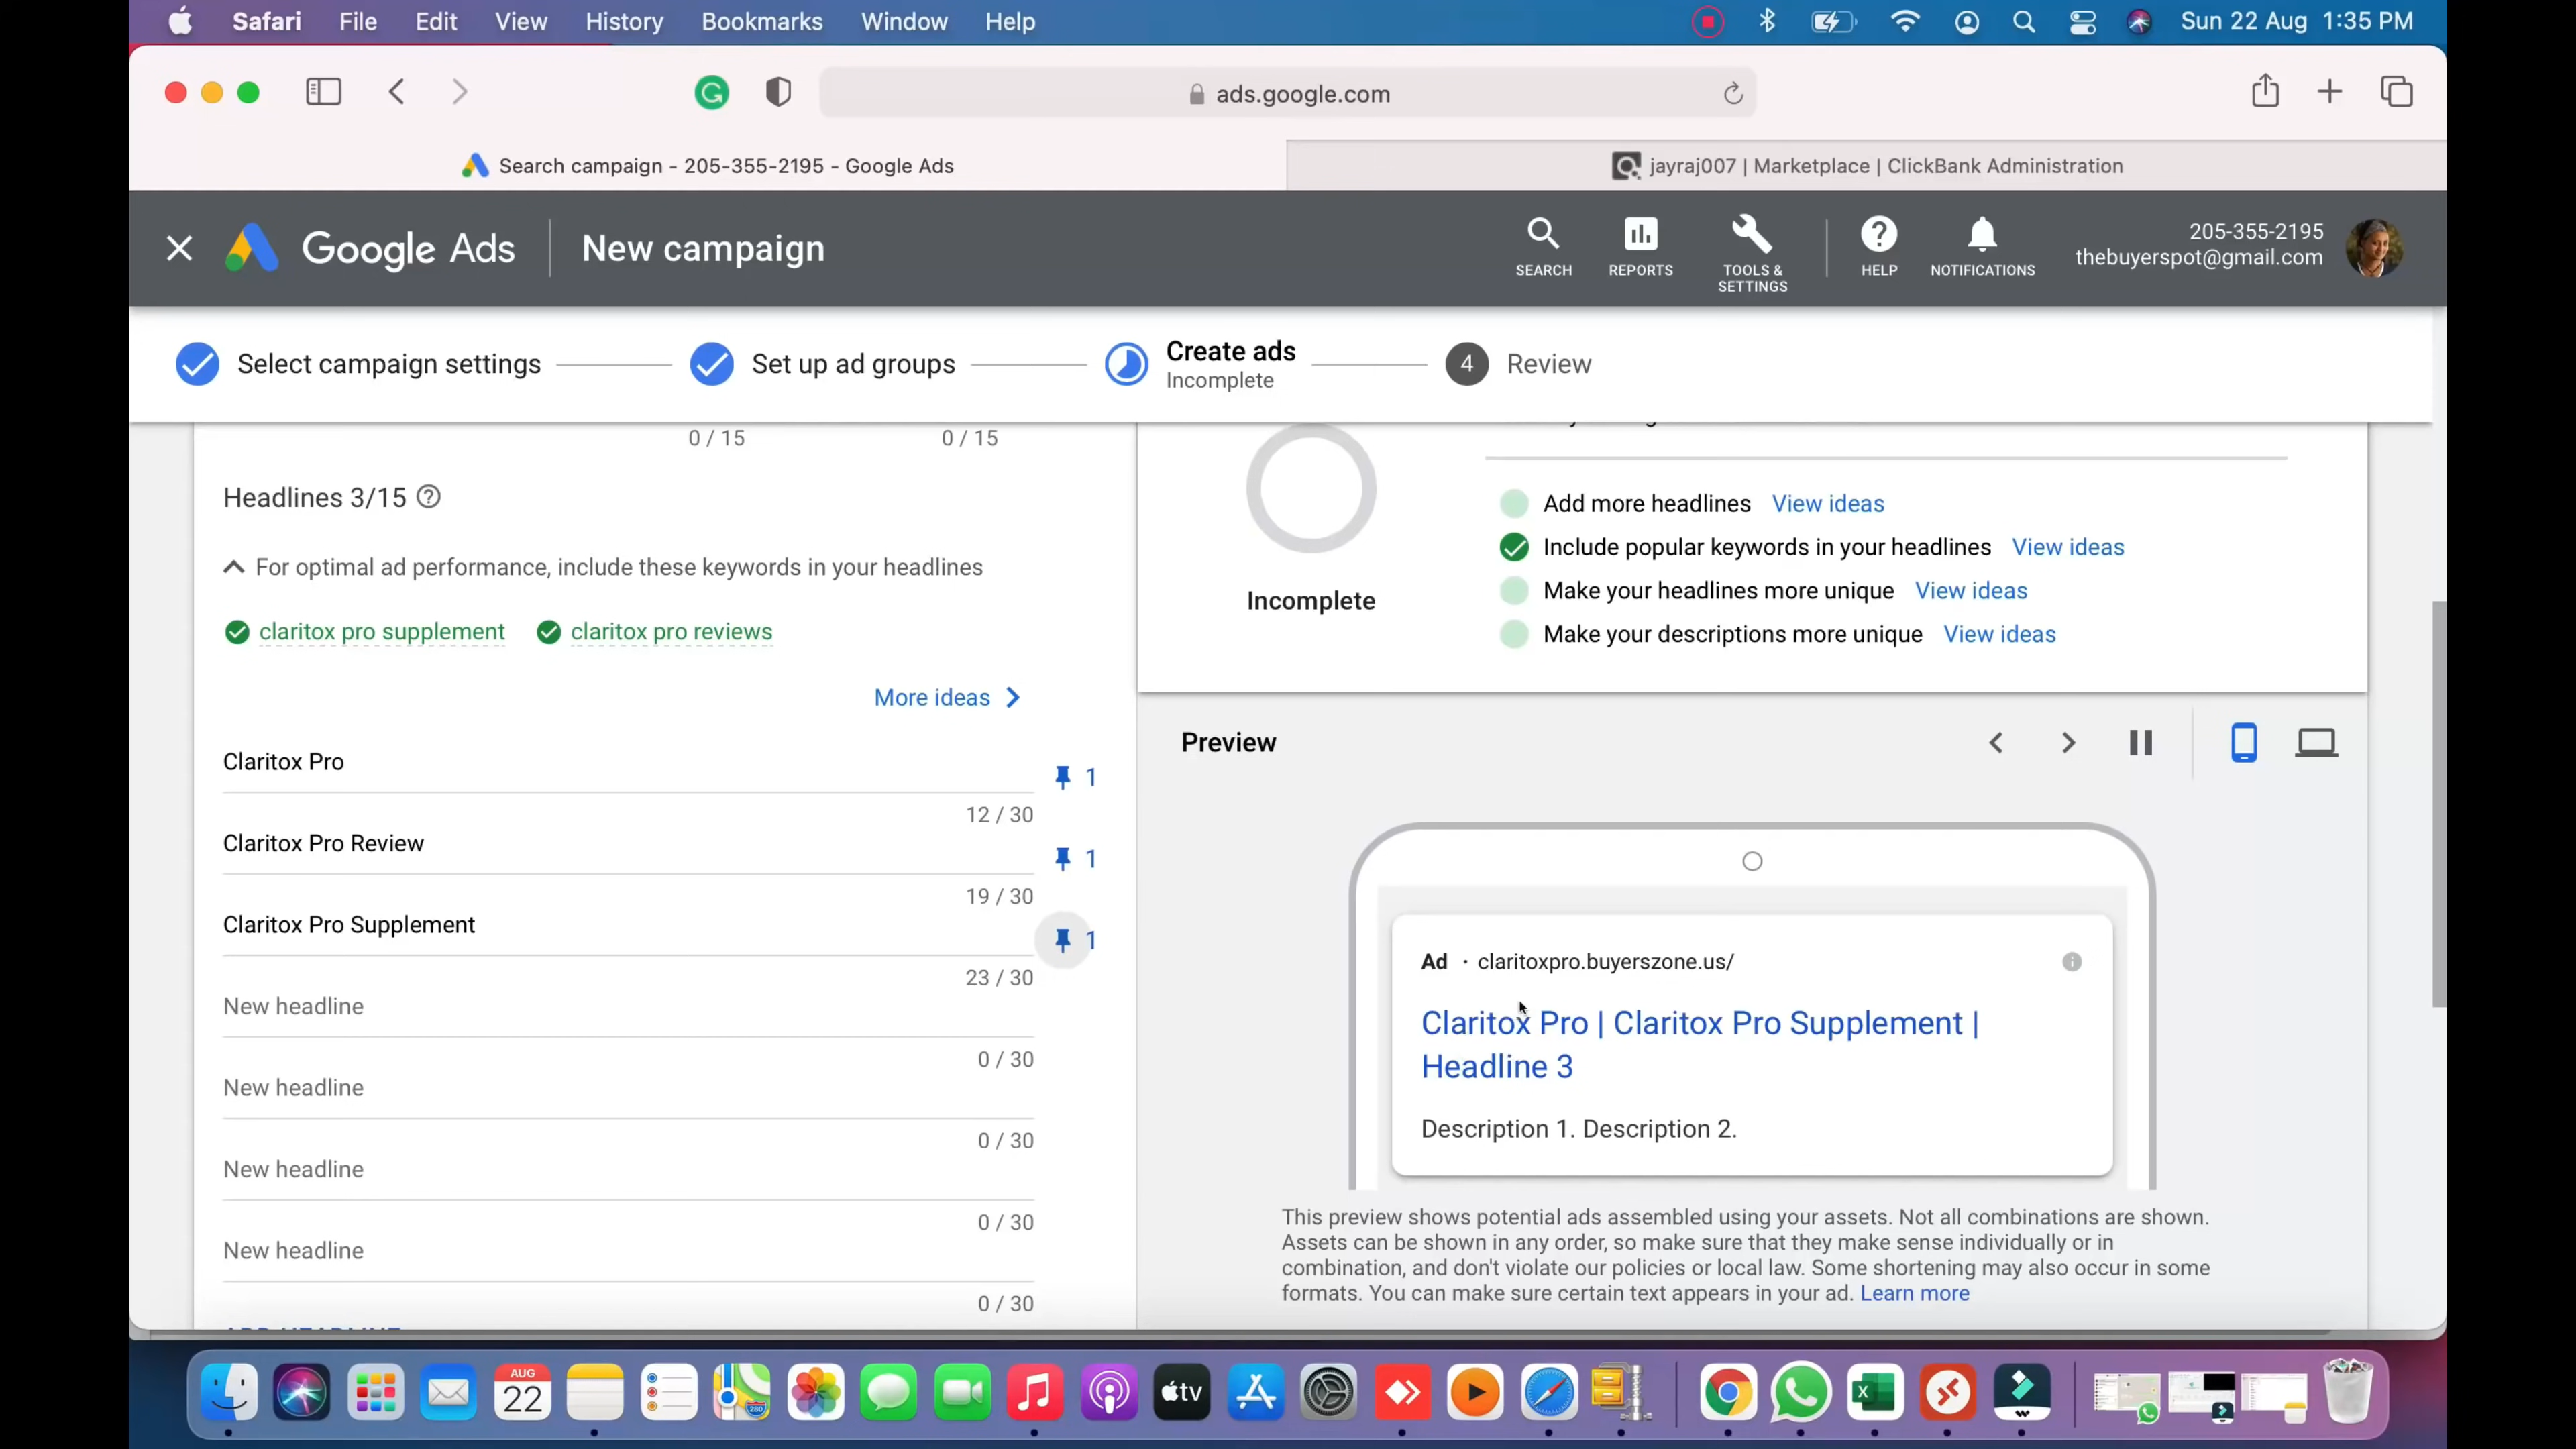 Safari File Edit View History Bookmarks Window Help Sun 22 Aug 1:35 PM
ads.google.com
Search campaign - 205-355-2195 - Google Ads
jayraj007 | Marketplace | ClickBank Administration
Google Ads New campaign
SEARCH REPORTS TOOLS & SETTINGS HELP NOTIFICATIONS
205-355-2195
thebuyerspot@gmail.com
Select campaign settings
Set up ad groups
Create ads
Incomplete
4 Review
0 / 15 0 / 15
Headlines 3/15
For optimal ad performance, include these keywords in your headlines
claritox pro supplement claritox pro reviews
More ideas
Claritox Pro
1
12 / 30
Claritox Pro Review
1
19 / 30
Claritox Pro Supplement
1
23 / 30
New headline
0 / 30
New headline
0 / 30
New headline
0 / 30
New headline
0 / 30
Incomplete
Add more headlines View ideas
Include popular keywords in your headlines View ideas
Make your headlines more unique View ideas
Make your descriptions more unique View ideas
Preview
Ad · claritoxpro.buyerszone.us/
Claritox Pro | Claritox Pro Supplement |
Headline 3
Description 1. Description 2.
This preview shows potential ads assembled using your assets. Not all combinations are shown.
Assets can be shown in any order, so make sure that they make sense individually or in
combination, and don't violate our policies or local law. Some shortening may also occur in some
formats. You can make sure certain text appears in your ad. Learn more
AUG
22
280
tv
X